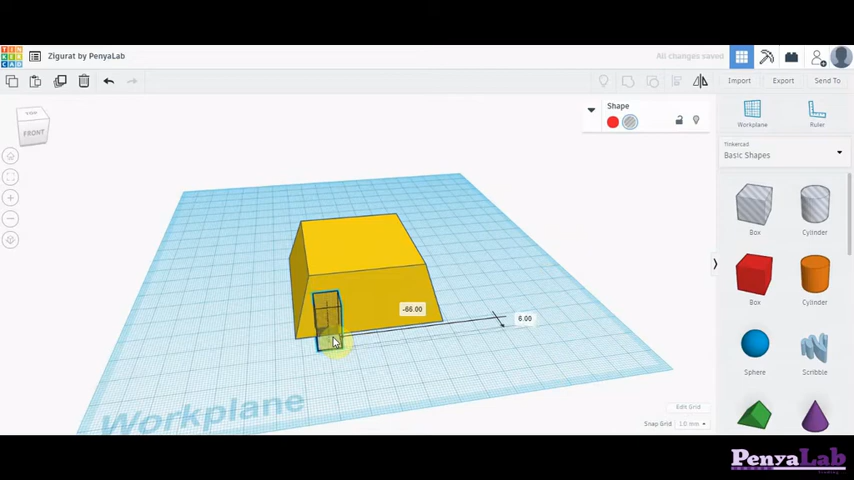 TIN
KER
CAD
Zigurat by PenyaLab
All changes saved
Import
Export
Send To
TOP
FRONT
Shape
Workplane
Ruler
Tinkercad
Basic Shapes
Box
Cylinder
Box
Cylinder
Sphere
Scribble
-66.00
6.00
Workplane
Edit Grid
Snap Grid
1.0 mm
PenyaLab